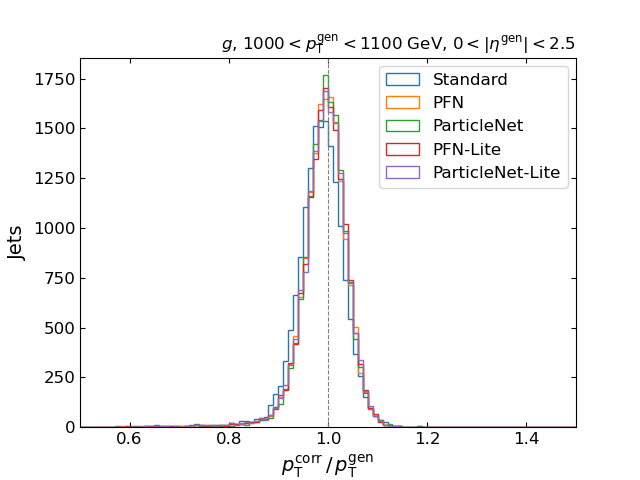 g, 1000 < p_T^gen < 1100 GeV, 0 < |η^gen| < 2.5
1750
1500
1250
1000
750
500
250
0
Jets
Standard
PFN
ParticleNet
PFN-Lite
ParticleNet-Lite
0.6 0.8 1.0 1.2 1.4
p_T^corr / p_T^gen